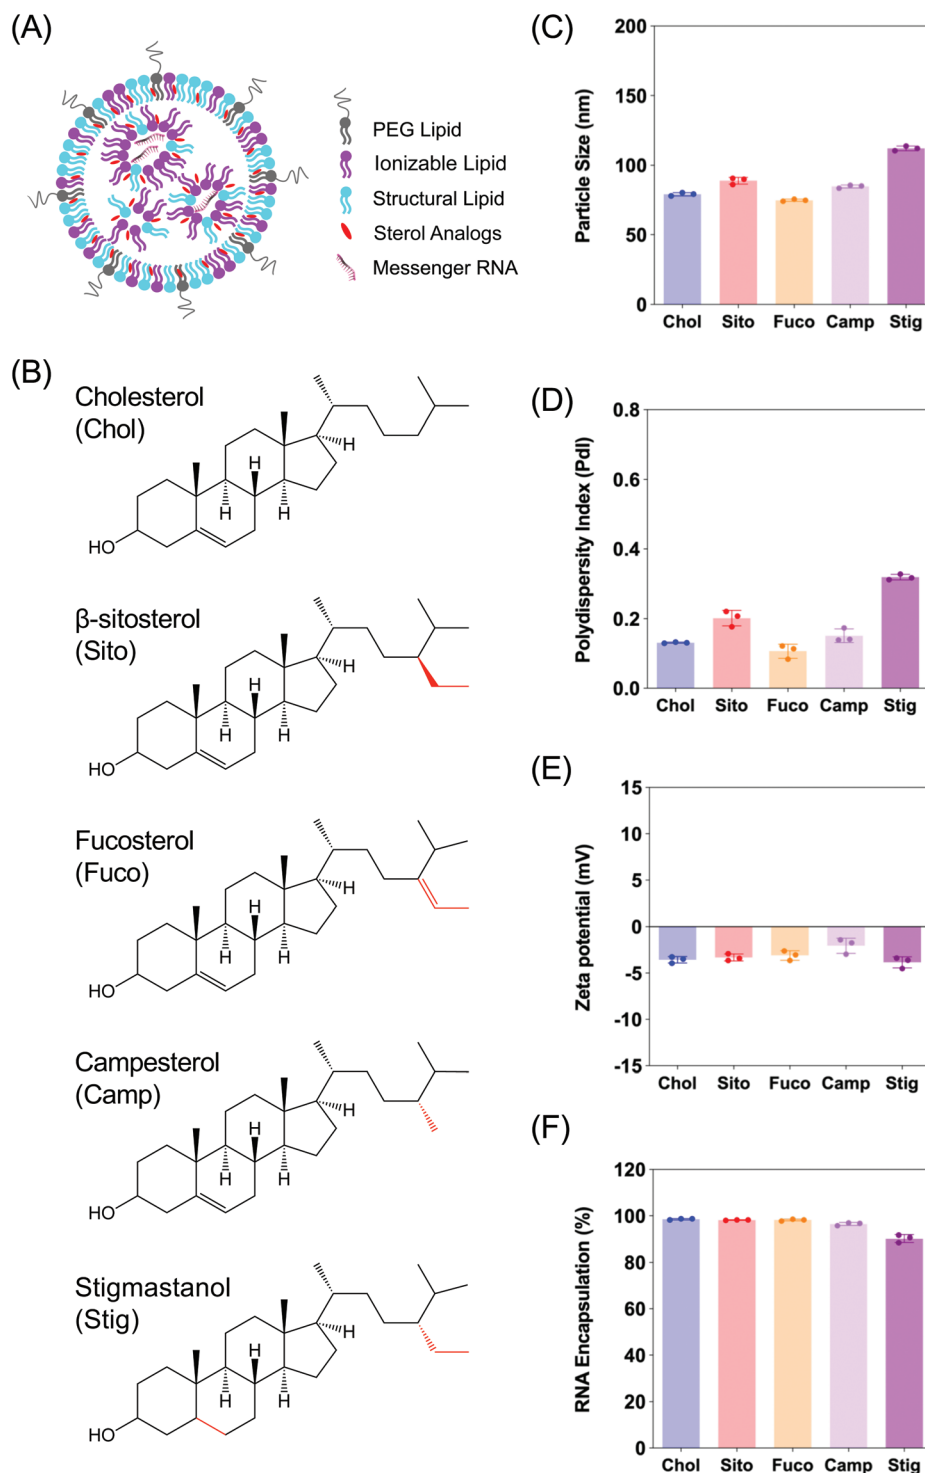 (A)
PEG Lipid
Ionizable Lipid
Structural Lipid
Sterol Analogs
Messenger RNA
(B)
Cholesterol
(Chol)
H
H
H
H
HO
β-sitosterol
(Sito)
H
H
H
H
HO
Fucosterol
(Fuco)
H
H
H
H
HO
Campesterol
(Camp)
H
H
H
H
HO
Stigmastanol
(Stig)
H
H
H
H
HO
(C)
Particle Size (nm)
200
150
100
50
0
Chol Sito Fuco Camp Stig
(D)
Polydispersity Index (PdI)
0.8
0.6
0.4
0.2
0.0
Chol Sito Fuco Camp Stig
(E)
Zeta potential (mV)
15
10
5
0
-5
-10
-15
Chol Sito Fuco Camp Stig
(F)
RNA Encapsulation (%)
120
100
80
60
40
20
0
Chol Sito Fuco Camp Stig